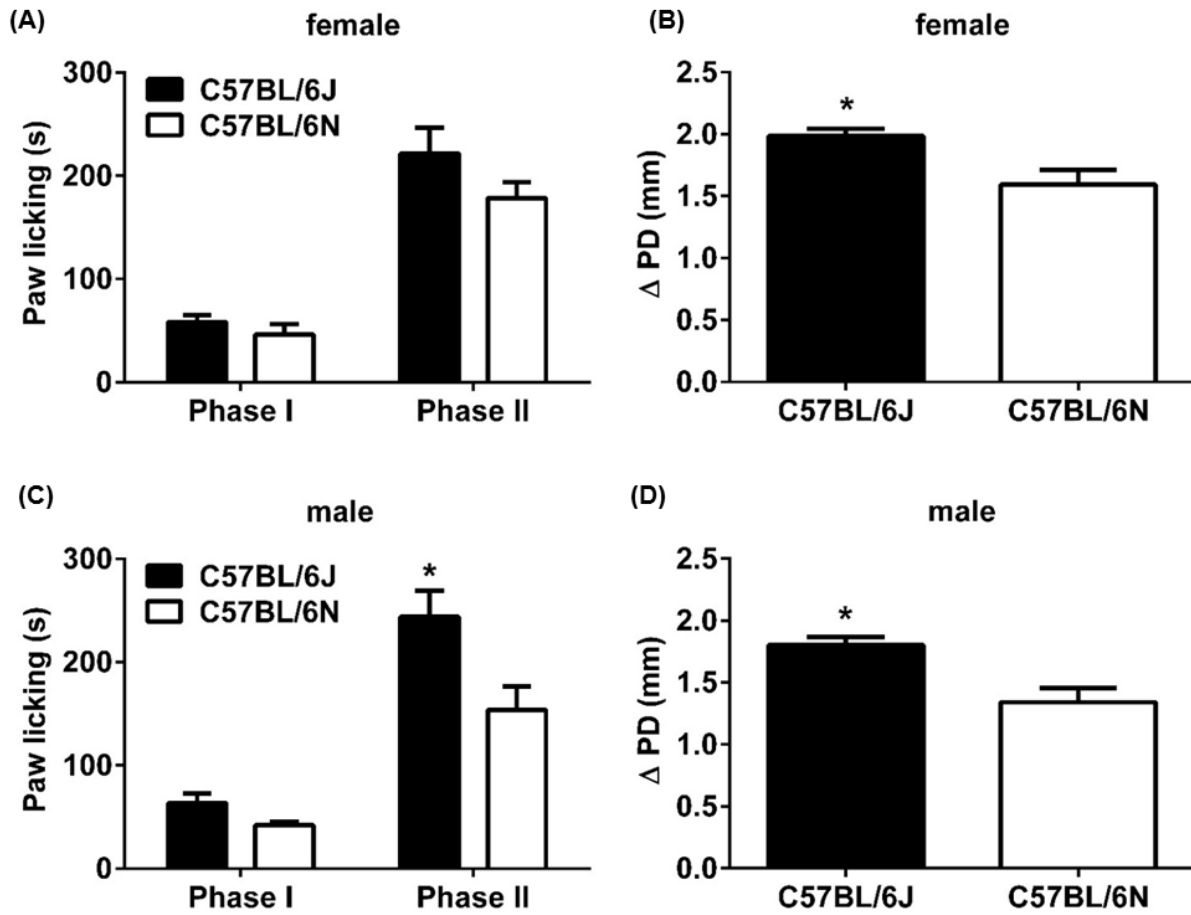 (A)
female
Paw licking (s)
300
200
100
0
C57BL/6J
C57BL/6N
Phase I
Phase II
(B)
female
Δ PD (mm)
2.5
2.0
1.5
1.0
0.5
0.0
*
C57BL/6J
C57BL/6N
(C)
male
Paw licking (s)
300
200
100
0
C57BL/6J
C57BL/6N
*
Phase I
Phase II
(D)
male
Δ PD (mm)
2.5
2.0
1.5
1.0
0.5
0.0
*
C57BL/6J
C57BL/6N